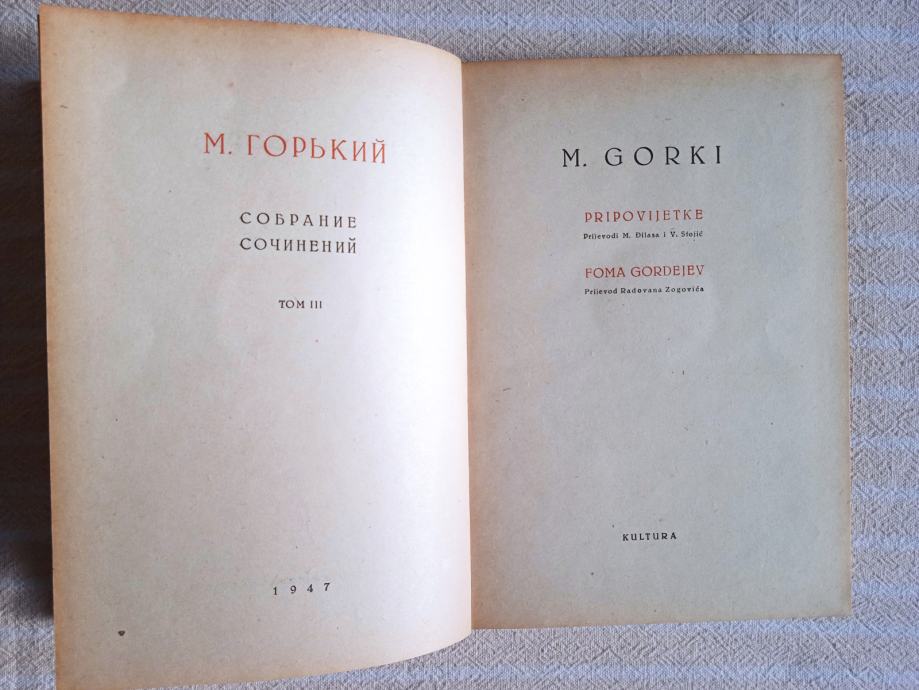 М. ГОРЬКИЙ
СОБРАНИЕ
СОЧИНЕНИЙ
ТОМ III
1947
M. GORKI
PRIPOVIJETKE
Prijevodi M. Đilasa i V. Stojić
FOMA GORDEJEV
Prijevod Radovana Zogovića
KULTURA